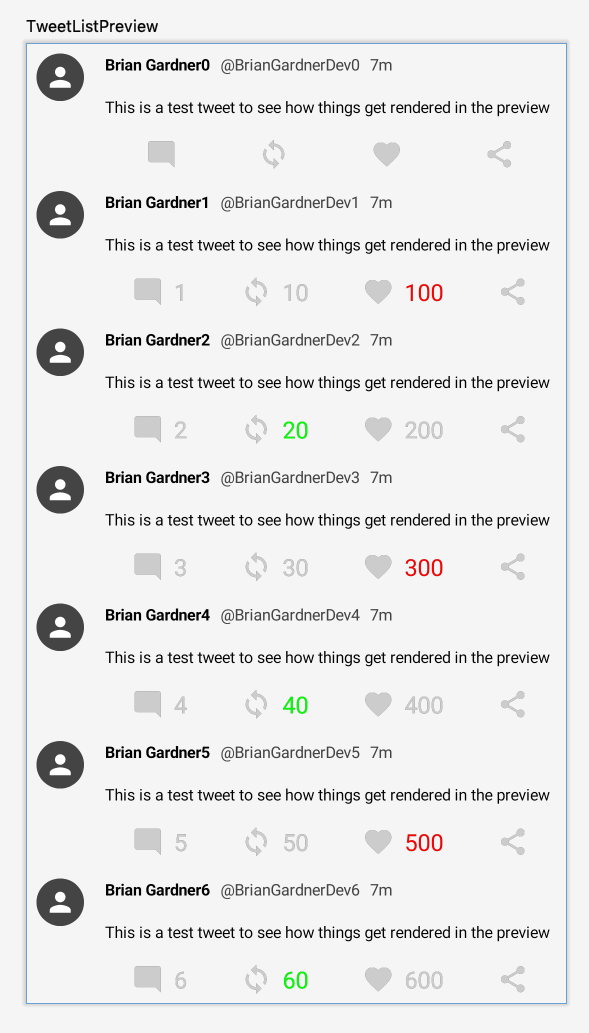 TweetListPreview
Brian Gardner0 @BrianGardnerDev0 7m
This is a test tweet to see how things get rendered in the preview
Brian Gardner1 @BrianGardnerDev1 7m
This is a test tweet to see how things get rendered in the preview
1 10 100
Brian Gardner2 @BrianGardnerDev2 7m
This is a test tweet to see how things get rendered in the preview
2 20 200
Brian Gardner3 @BrianGardnerDev3 7m
This is a test tweet to see how things get rendered in the preview
3 30 300
Brian Gardner4 @BrianGardnerDev4 7m
This is a test tweet to see how things get rendered in the preview
4 40 400
Brian Gardner5 @BrianGardnerDev5 7m
This is a test tweet to see how things get rendered in the preview
5 50 500
Brian Gardner6 @BrianGardnerDev6 7m
This is a test tweet to see how things get rendered in the preview
6 60 600